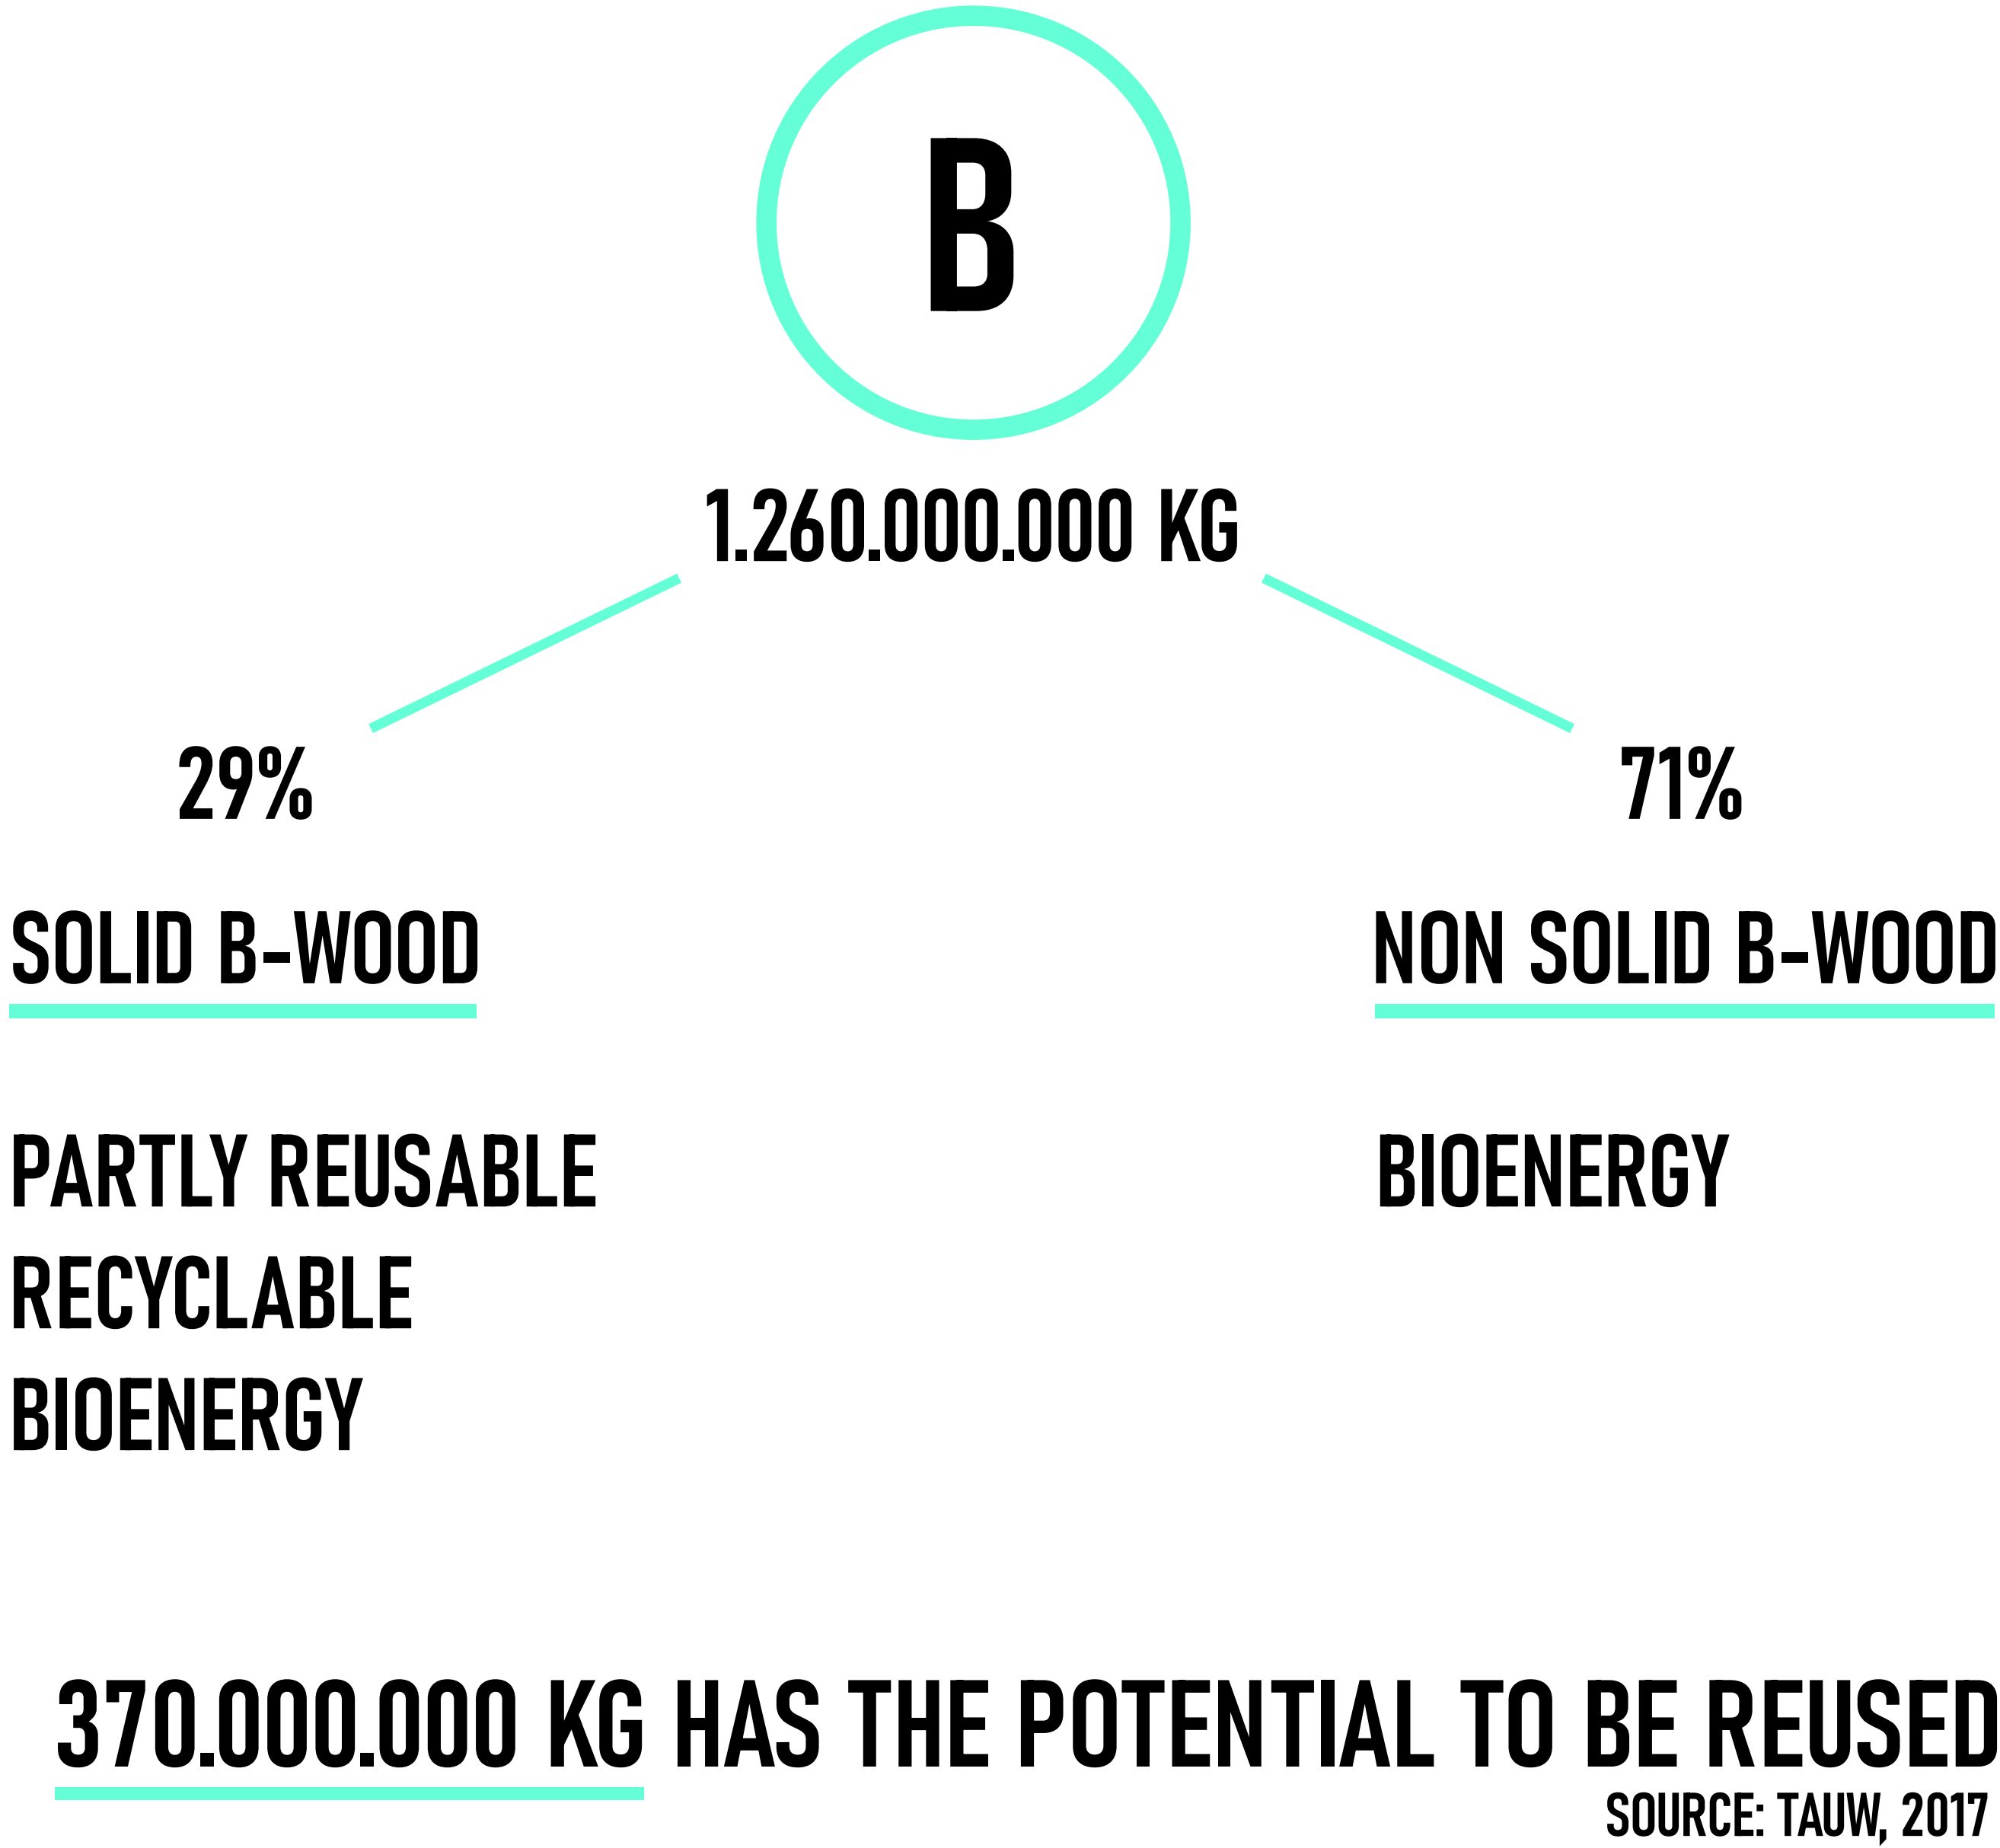 B
1.260.000.000 KG
29%
71%
SOLID B-WOOD
NON SOLID B-WOOD
PARTLY REUSABLE
RECYCLABLE
BIOENERGY
BIOENERGY
370.000.000 KG HAS THE POTENTIAL TO BE REUSED
SOURCE: TAUW, 2017